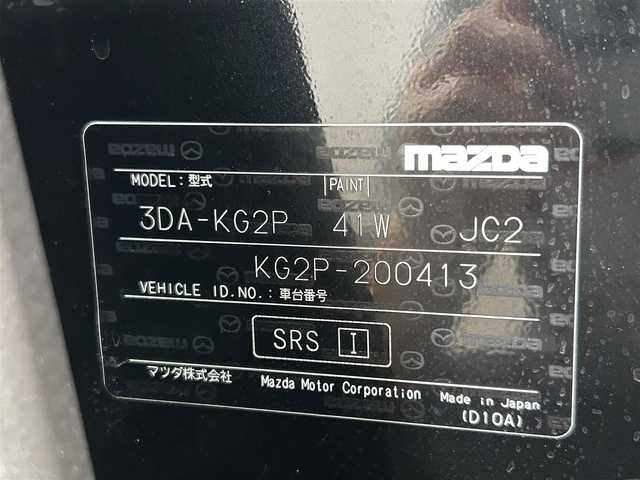 mazda
MODEL:型式 PAINT
3DA-KG2P 41W JC2
KG2P-200413
VEHICLE ID.NO.:車台番号
SRS I
マツダ株式会社 Mazda Motor Corporation Made in Japan
(D10A)